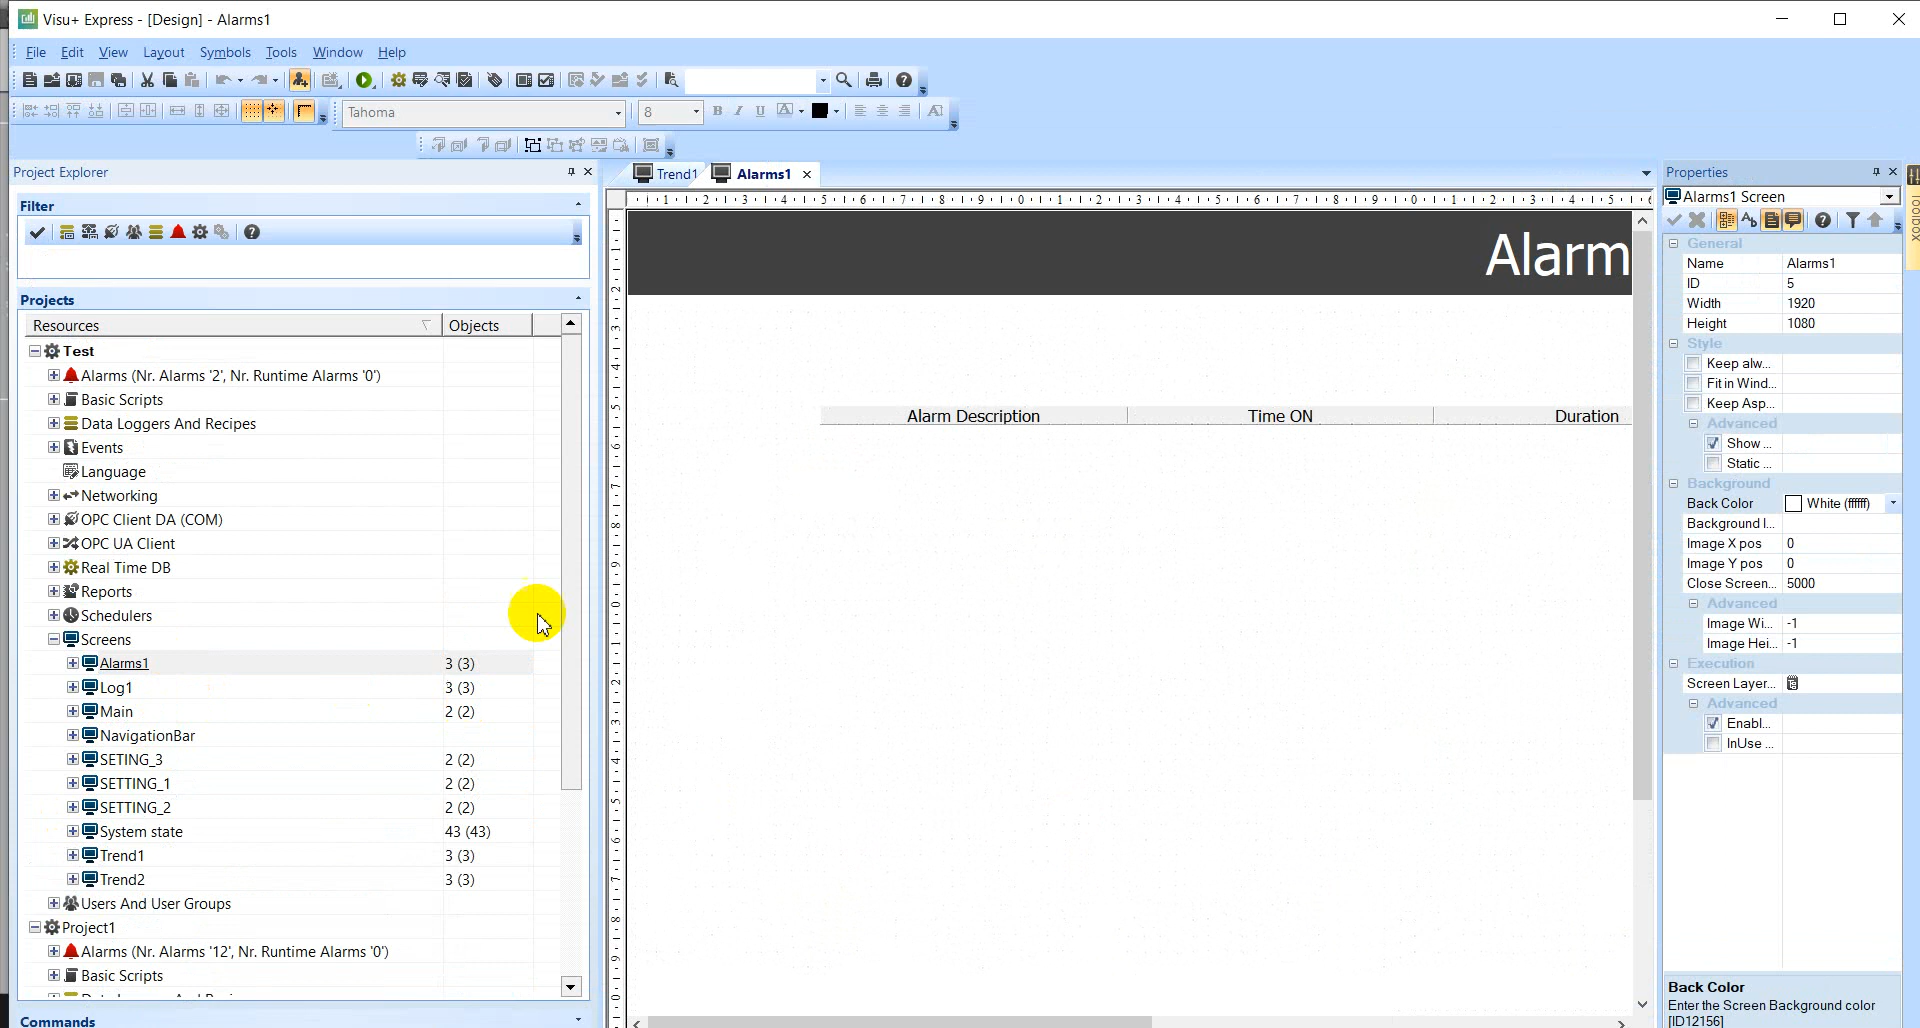 Visu+ Express - [Design] - Alarms1
File Edit View Layout Symbols Tools Window Help
Tahoma 8
Project Explorer
Filter
Projects
Resources Objects
Test
Alarms (Nr. Alarms '2', Nr. Runtime Alarms '0')
Basic Scripts
Data Loggers And Recipes
Events
Language
Networking
OPC Client DA (COM)
OPC UA Client
Real Time DB
Reports
Schedulers
Screens
Alarms1 3 (3)
Log1 3 (3)
Main 2 (2)
NavigationBar
SETING_3 2 (2)
SETTING_1 2 (2)
SETTING_2 2 (2)
System state 43 (43)
Trend1 3 (3)
Trend2 3 (3)
Users And User Groups
Project1
Alarms (Nr. Alarms '12', Nr. Runtime Alarms '0')
Basic Scripts
Commands
Trend1 Alarms1
Alarm
Alarm Description Time ON Duration
Properties
Alarms1 Screen
General
Name Alarms1
ID 5
Width 1920
Height 1080
Style
Keep alw...
Fit in Wind...
Keep Asp...
Advanced
Show ...
Static ...
Background
Back Color White (ffffff)
Background I...
Image X pos 0
Image Y pos 0
Close Screen... 5000
Advanced
Image Wi... -1
Image Hei... -1
Execution
Screen Layer...
Advanced
Enabl...
InUse ...
Back Color
Enter the Screen Background color
[ID12156]
Toolbox